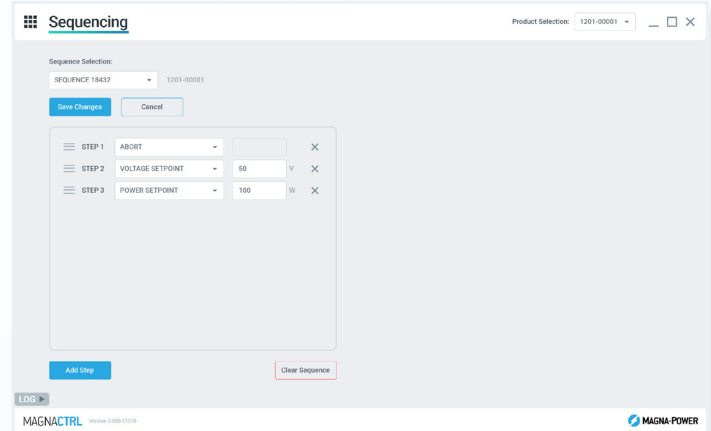 Sequencing
Product Selection: 1201-00001
Sequence Selection:
SEQUENCE 18432 1201-00001
Save Changes Cancel
STEP 1 ABORT
STEP 2 VOLTAGE SETPOINT 50 V
STEP 3 POWER SETPOINT 100 W
Add Step Clear Sequence
LOG
MAGNACTRL Version MAGNA-POWER